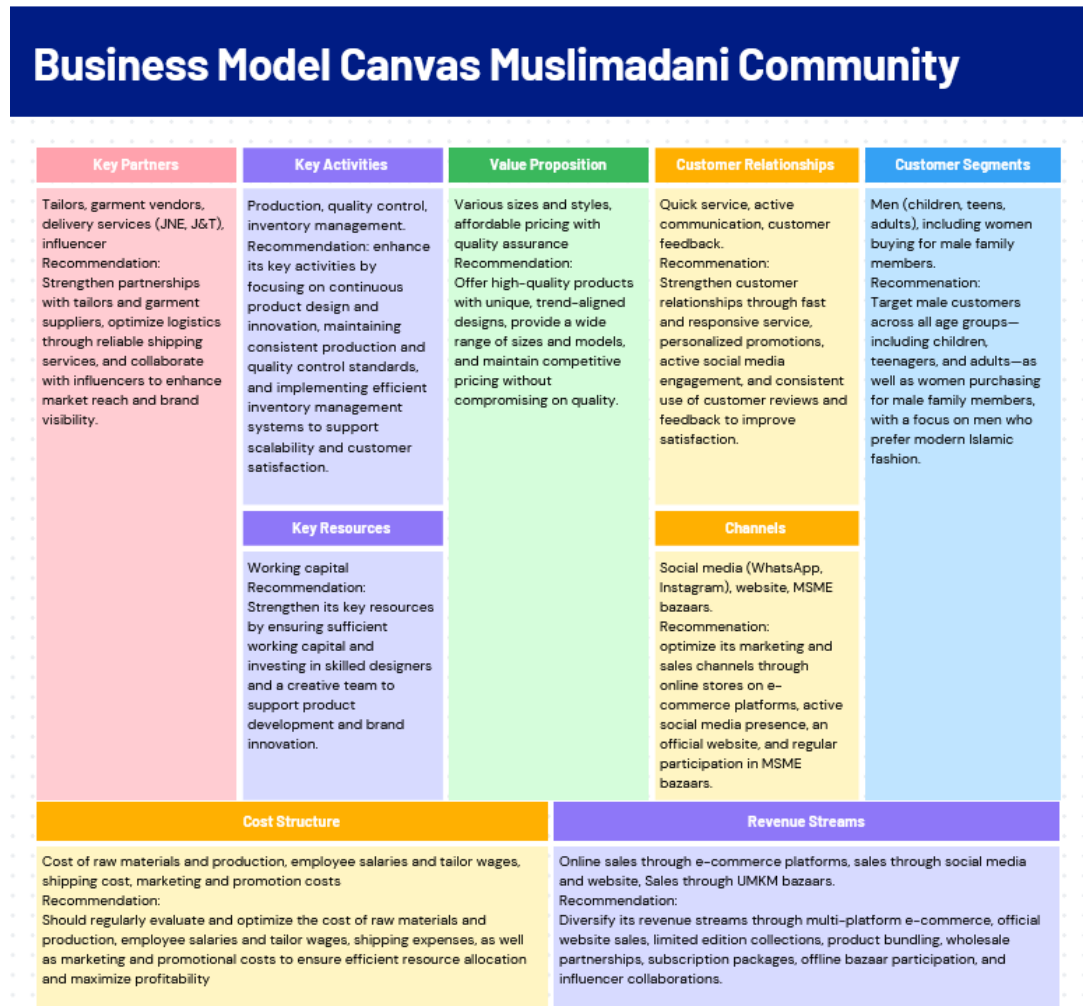 Business Model Canvas Muslimadani Community
Key Partners
Tailors, garment vendors,
delivery services (JNE, J&T),
influencer
Recommendation:
Strengthen partnerships
with tailors and garment
suppliers, optimize logistics
through reliable shipping
services, and collaborate
with influencers to enhance
market reach and brand
visibility.
Key Activities
Production, quality control,
inventory management.
Recommendation: enhance
its key activities by
focusing on continuous
product design and
innovation, maintaining
consistent production and
quality control standards,
and implementing efficient
inventory management
systems to support
scalability and customer
satisfaction.
Key Resources
Working capital
Recommendation:
Strengthen its key resources
by ensuring sufficient
working capital and
investing in skilled designers
and a creative team to
support product
development and brand
innovation.
Value Proposition
Various sizes and styles,
affordable pricing with
quality assurance
Recommendation:
Offer high-quality products
with unique, trend-aligned
designs, provide a wide
range of sizes and models,
and maintain competitive
pricing without
compromising on quality.
Customer Relationships
Quick service, active
communication, customer
feedback.
Recommenation:
Strengthen customer
relationships through fast
and responsive service,
personalized promotions,
active social media
engagement, and consistent
use of customer reviews and
feedback to improve
satisfaction.
Channels
Social media (WhatsApp,
Instagram), website, MSME
bazaars.
Recommenation:
optimize its marketing and
sales channels through
online stores on e-
commerce platforms, active
social media presence, an
official website, and regular
participation in MSME
bazaars.
Customer Segments
Men (children, teens,
adults), including women
buying for male family
members.
Recommenation:
Target male customers
across all age groups—
including children,
teenagers, and adults—as
well as women purchasing
for male family members,
with a focus on men who
prefer modern Islamic
fashion.
Cost Structure
Cost of raw materials and production, employee salaries and tailor wages,
shipping cost, marketing and promotion costs
Recommendation:
Should regularly evaluate and optimize the cost of raw materials and
production, employee salaries and tailor wages, shipping expenses, as well
as marketing and promotional costs to ensure efficient resource allocation
and maximize profitability
Revenue Streams
Online sales through e-commerce platforms, sales through social media
and website, Sales through UMKM bazaars.
Recommendation:
Diversify its revenue streams through multi-platform e-commerce, official
website sales, limited edition collections, product bundling, wholesale
partnerships, subscription packages, offline bazaar participation, and
influencer collaborations.